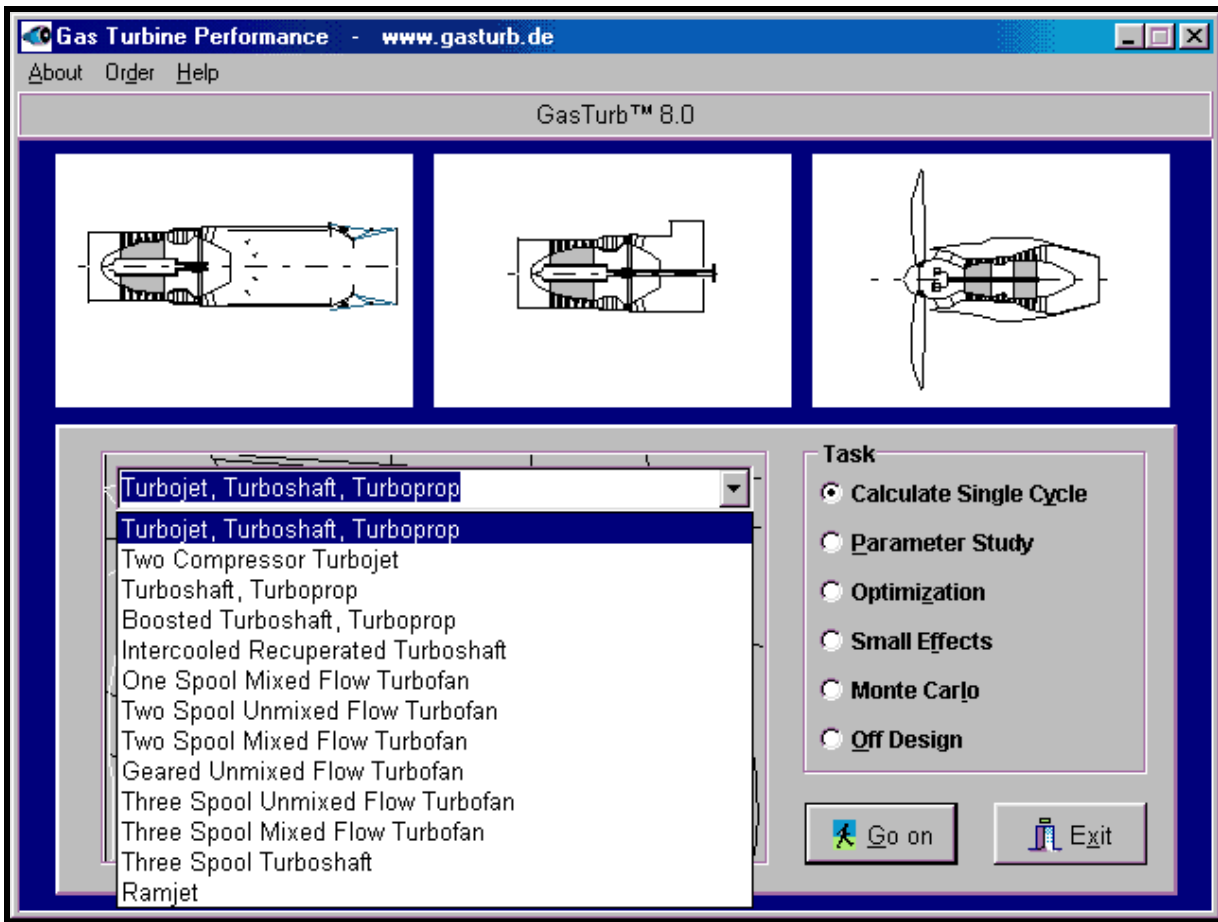 Gas Turbine Performance - www.gasturb.de
About Order Help
GasTurb™ 8.0
Turbojet, Turboshaft, Turboprop
Turbojet, Turboshaft, Turboprop
Two Compressor Turbojet
Turboshaft, Turboprop
Boosted Turboshaft, Turboprop
Intercooled Recuperated Turboshaft
One Spool Mixed Flow Turbofan
Two Spool Unmixed Flow Turbofan
Two Spool Mixed Flow Turbofan
Geared Unmixed Flow Turbofan
Three Spool Unmixed Flow Turbofan
Three Spool Mixed Flow Turbofan
Three Spool Turboshaft
Ramjet
Task
Calculate Single Cycle
Parameter Study
Optimization
Small Effects
Monte Carlo
Off Design
Go on
Exit